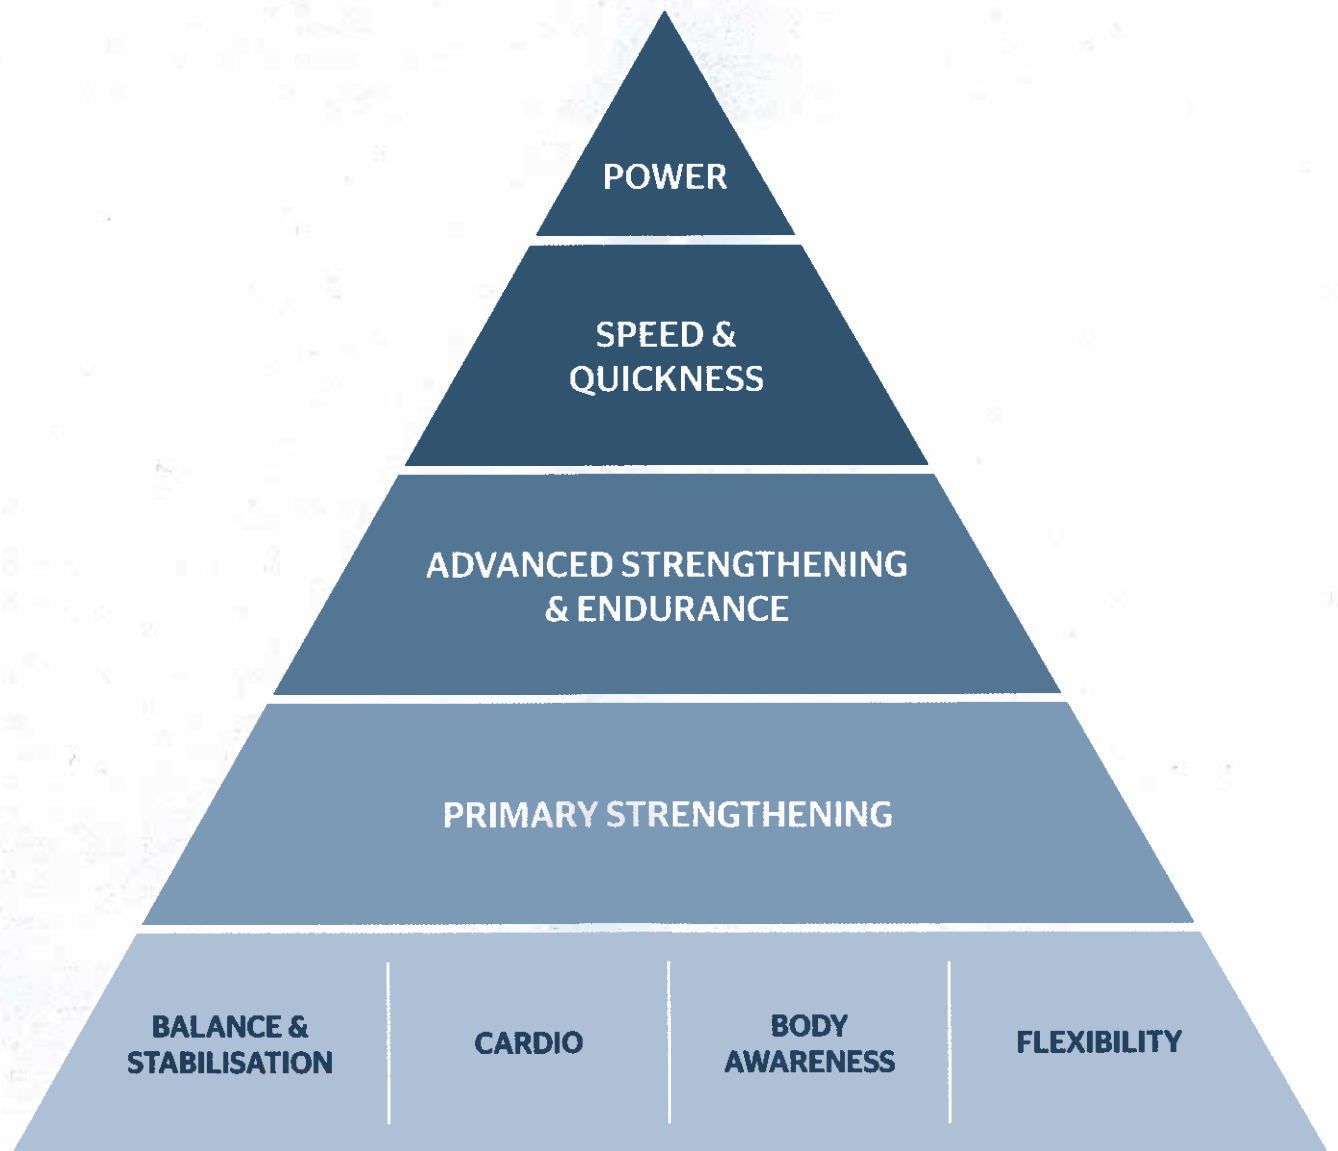 POWER
SPEED &
QUICKNESS
ADVANCED STRENGTHENING
& ENDURANCE
PRIMARY STRENGTHENING
BALANCE &
STABILISATION
CARDIO
BODY
AWARENESS
FLEXIBILITY